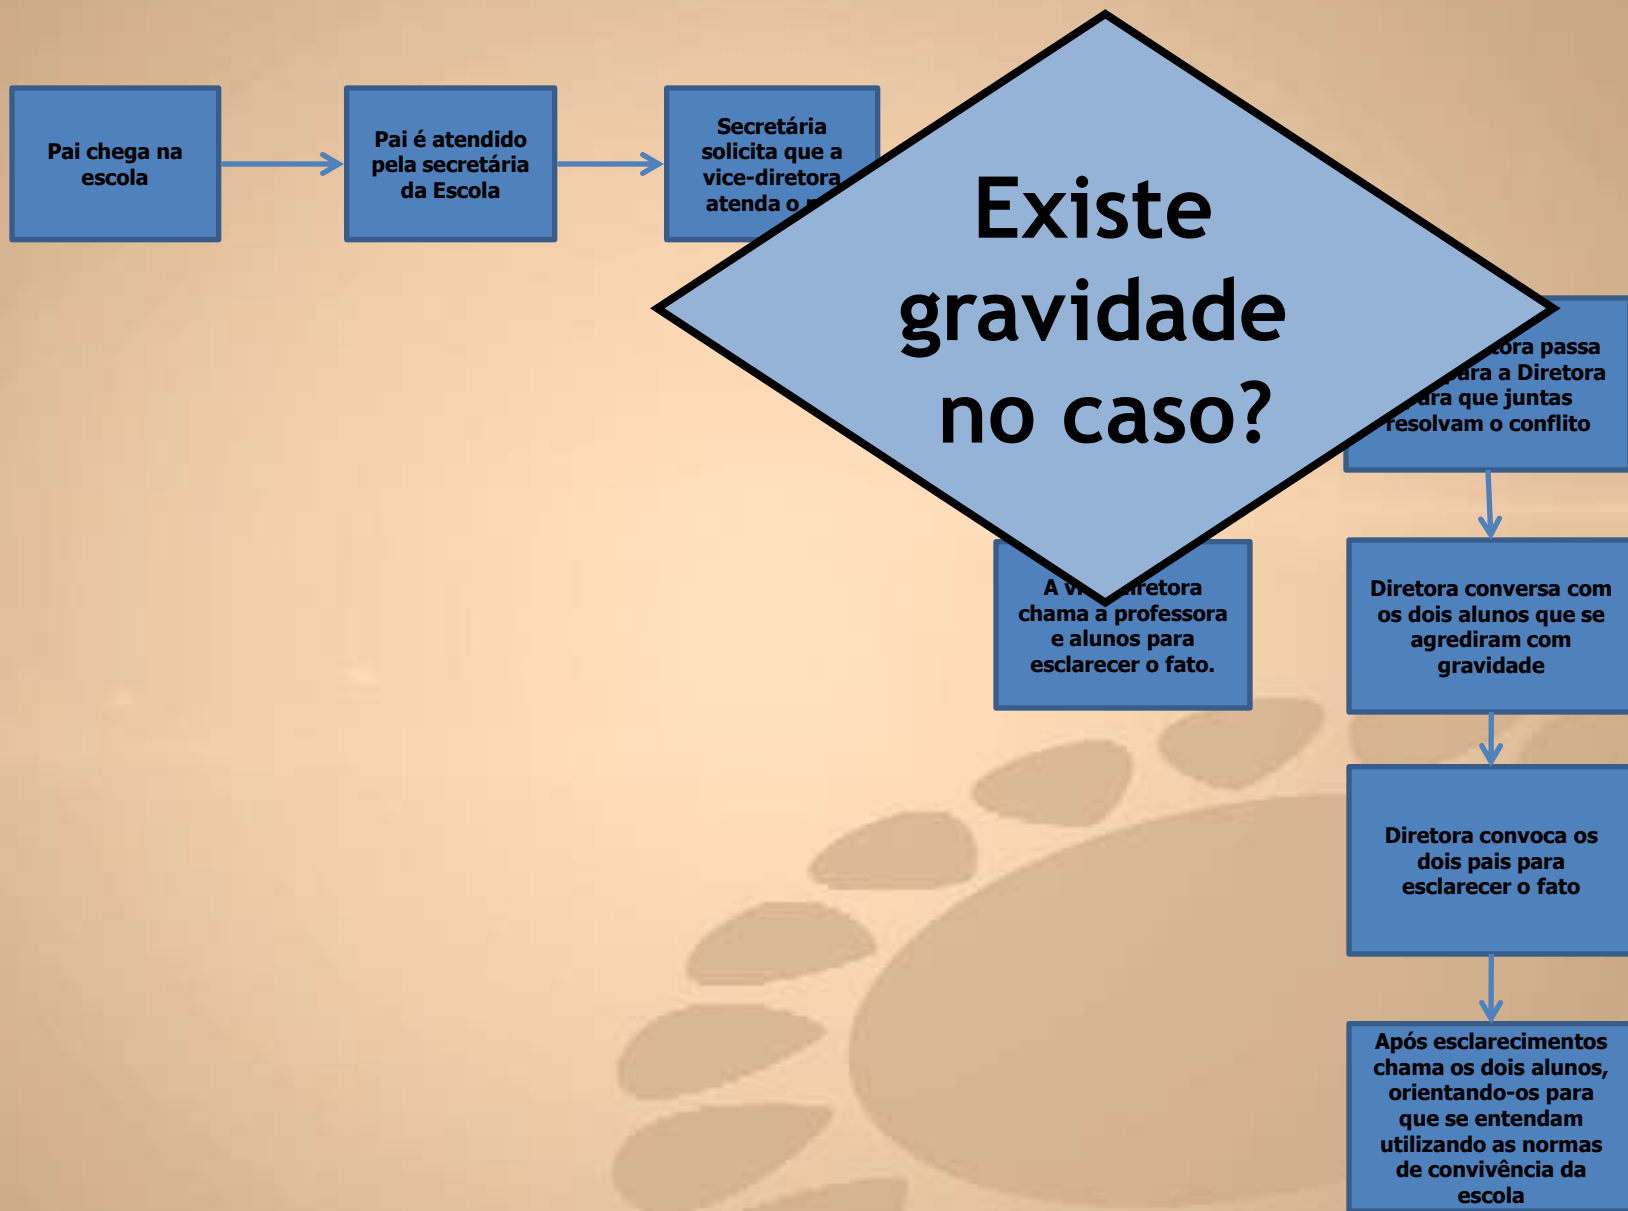 Pai chega na
escola
Pai é atendido
pela secretária
da Escola
Secretária
solicita que a
vice-diretora
atenda o
Existe
gravidade
no caso?
passa
para a Diretora
para que juntas
resolvam o conflito
A
chama a professora
e alunos para
esclarecer o fato.
Diretora conversa com
os dois alunos que se
agrediram com
gravidade
Diretora convoca os
dois pais para
esclarecer o fato
Após esclarecimentos
chama os dois alunos,
orientando-os para
que se entendam
utilizando as normas
de convivência da
escola